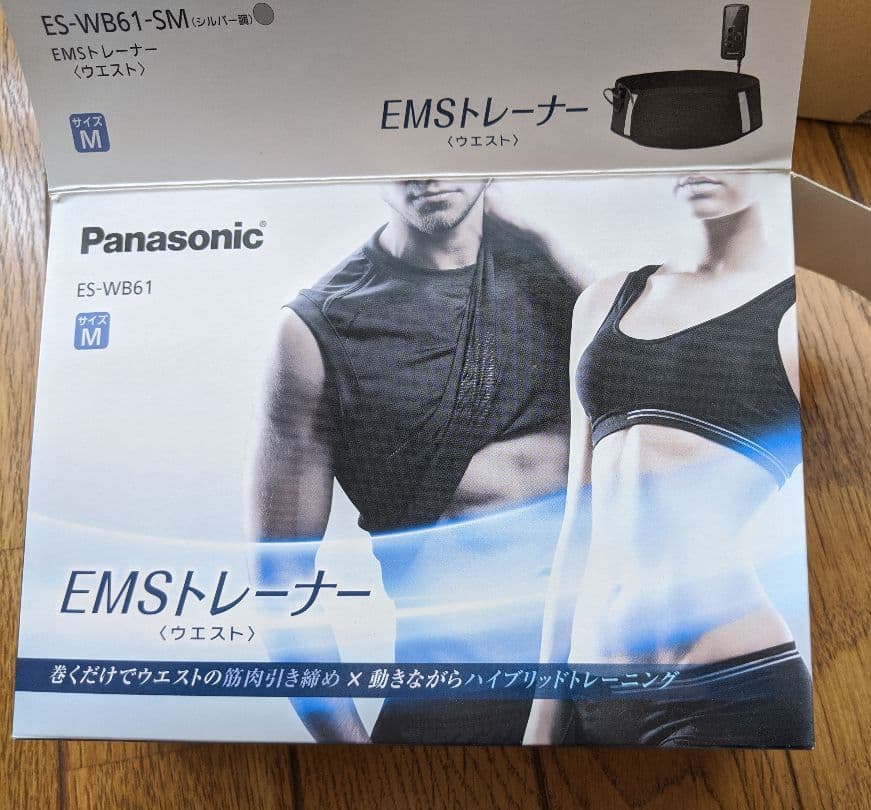 ES-WB61-SM〈シルバー調〉
EMSトレーナー
〈ウエスト〉
サイズ
M
EMSトレーナー
〈ウエスト〉
Panasonic®
ES-WB61
サイズ
M
EMSトレーナー
〈ウエスト〉
巻くだけでウエストの筋肉引き締め×動きながらハイブリッドトレーニング